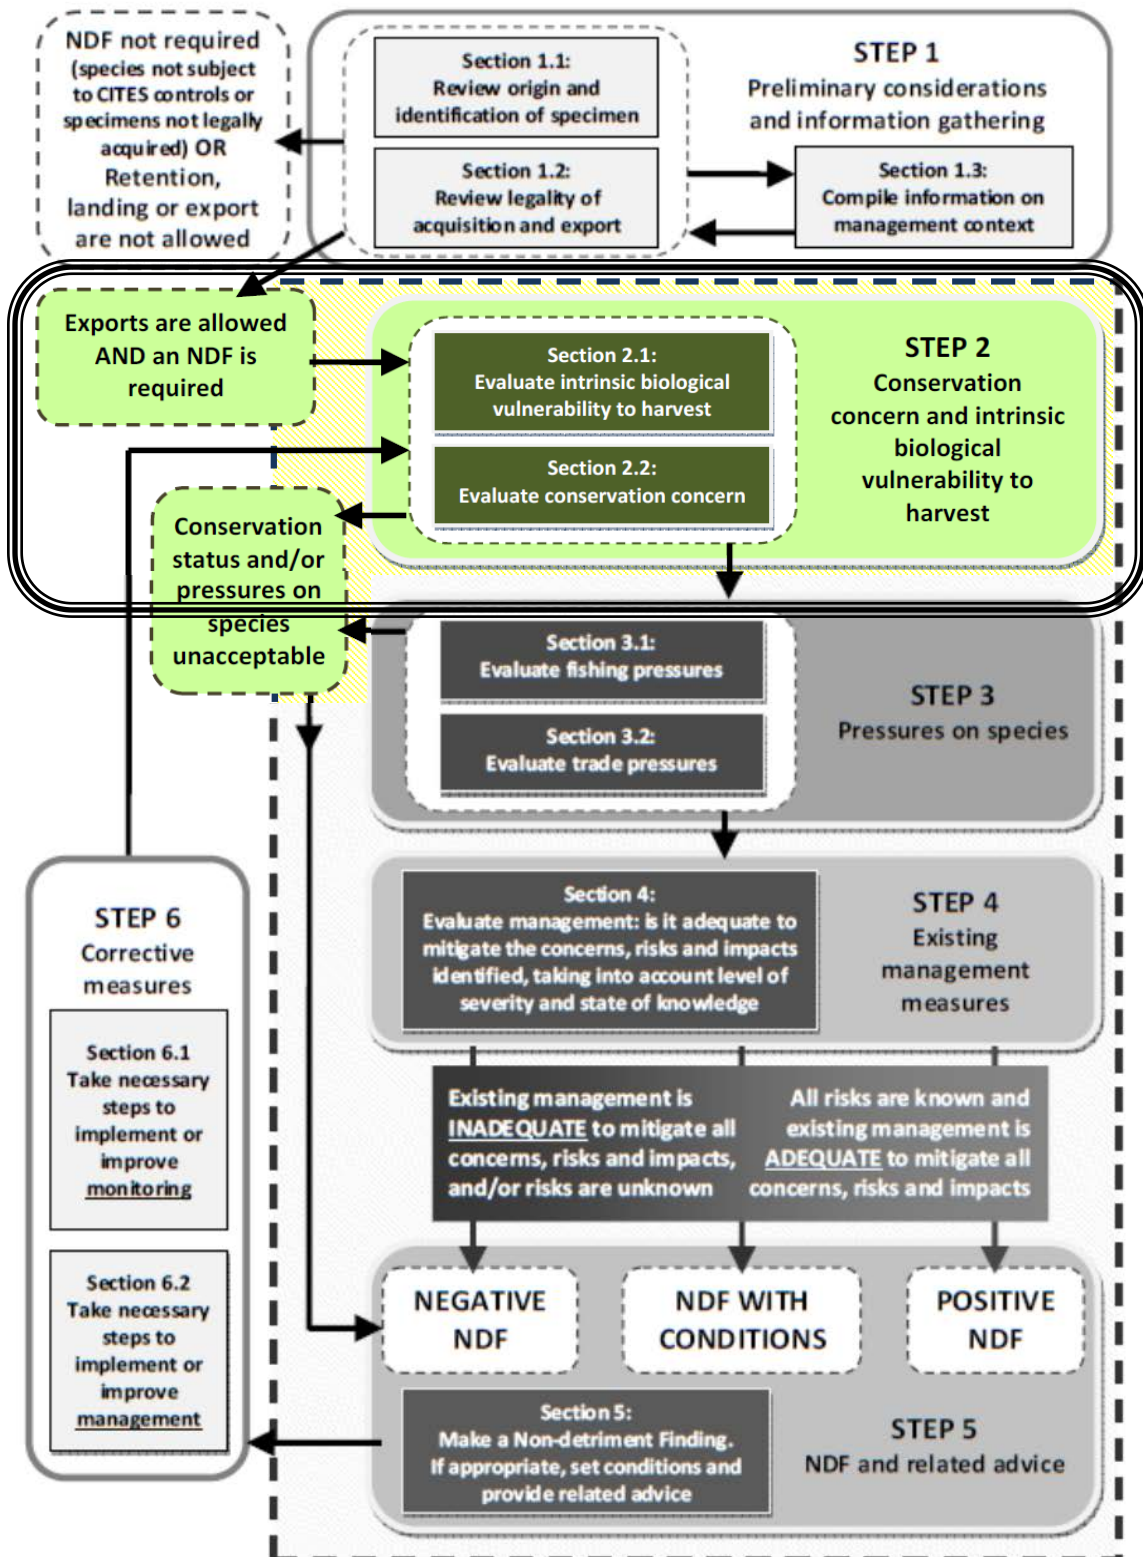 NDF not required
(species not subject
to CITES controls or
specimens not legally
acquired) OR
Retention,
landing or export
are not allowed
Section 1.1:
Review origin and
identification of specimen
Section 1.2:
Review legality of
acquisition and export
STEP 1
Preliminary considerations
and information gathering
Section 1.3:
Compile information on
management context
Exports are allowed
AND an NDF is
required
Section 2.1:
Evaluate intrinsic biological
vulnerability to harvest
Section 2.2:
Evaluate conservation concern
STEP 2
Conservation
concern and intrinsic
biological
vulnerability to
harvest
Conservation
status and/or
pressures on
species
unacceptable
Section 3.1:
Evaluate fishing pressures
Section 3.2:
Evaluate trade pressures
STEP 3
Pressures on species
Section 4:
Evaluate management: is it adequate to
mitigate the concerns, risks and impacts
identified, taking into account level of
severity and state of knowledge
STEP 4
Existing
management
measures
Existing management is
INADEQUATE to mitigate all
concerns, risks and impacts,
and/or risks are unknown
All risks are known and
existing management is
ADEQUATE to mitigate all
concerns, risks and impacts
NEGATIVE
NDF
NDF WITH
CONDITIONS
POSITIVE
NDF
Section 5:
Make a Non-detriment Finding.
If appropriate, set conditions and
provide related advice
STEP 5
NDF and related advice
STEP 6
Corrective
measures
Section 6.1
Take necessary
steps to
implement or
improve
monitoring
Section 6.2
Take necessary
steps to
implement or
improve
management